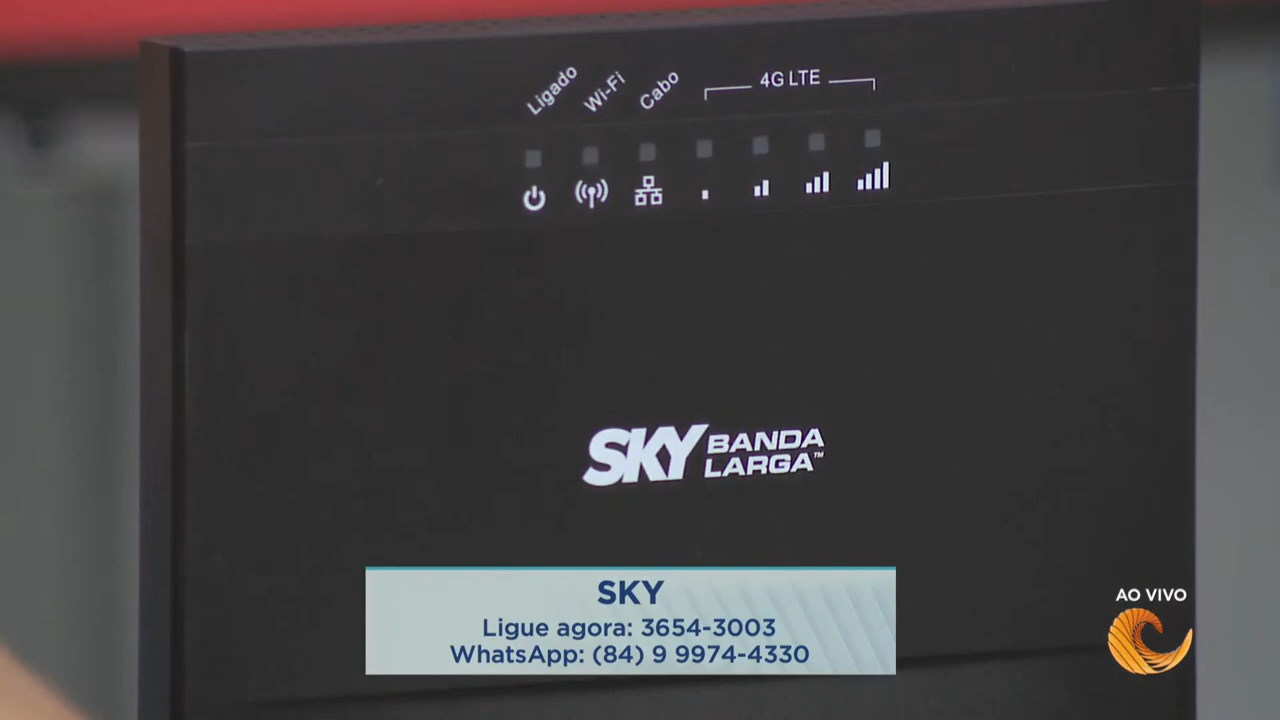 Ligado Wi-Fi Cabo 4G LTE
SKY BANDA
LARGA™
SKY
Ligue agora: 3654-3003
WhatsApp: (84) 9 9974-4330
AO VIVO